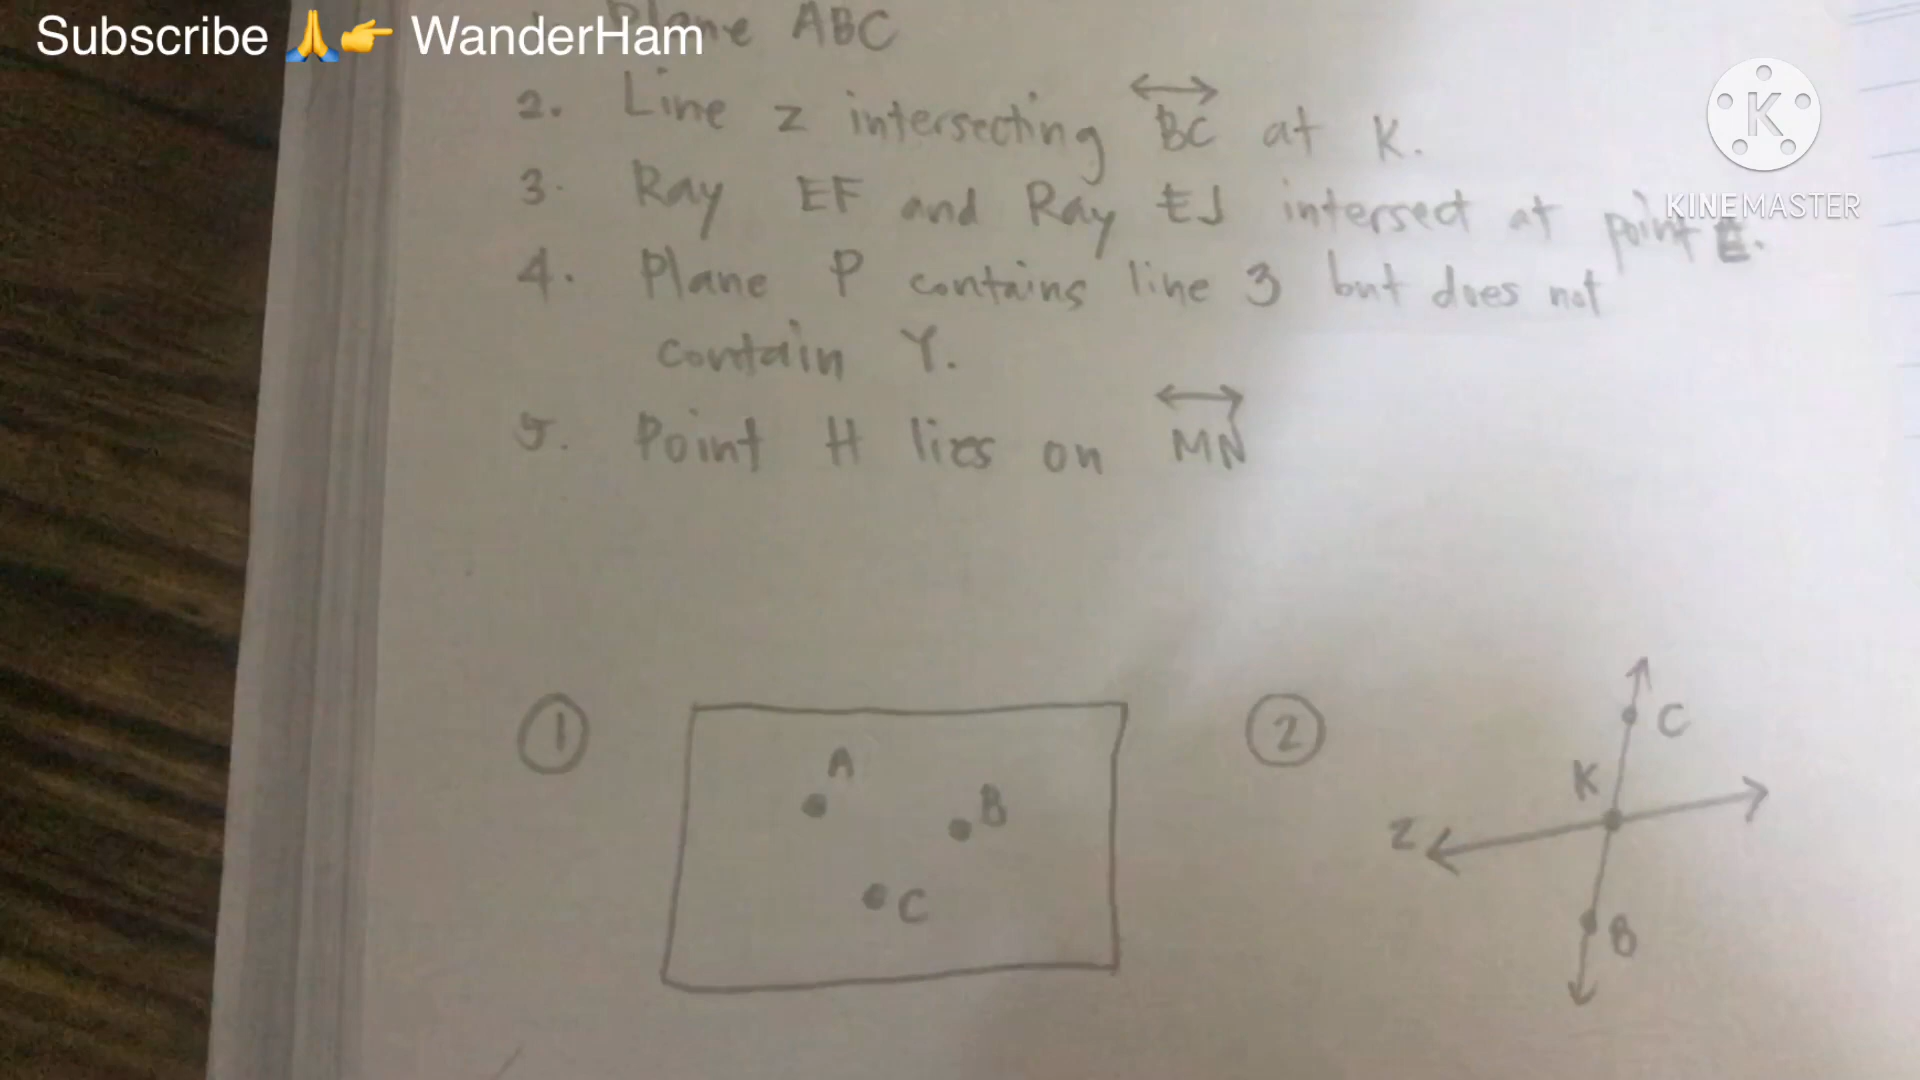 Subscribe 🙏👉 WanderHam
ABC
2. Line z intersecting BC at K.
K
KINEMASTER
3. Ray EF and Ray EJ intersect at point E.
4. Plane P contains line 3 but does not
contain Y.
5. Point H lies on MN
1
A
B
C
2
C
K
Z
B